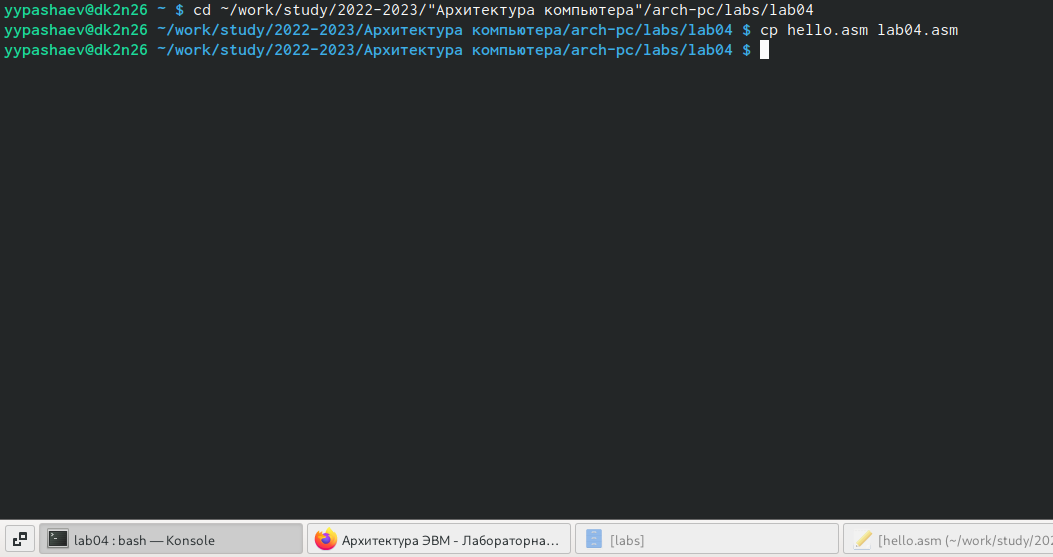 yypashaev@dk2n26 ~ $ cd ~/work/study/2022-2023/"Архитектура компьютера"/arch-pc/labs/lab04
yypashaev@dk2n26 ~/work/study/2022-2023/Архитектура компьютера/arch-pc/labs/lab04 $ cp hello.asm lab04.asm
yypashaev@dk2n26 ~/work/study/2022-2023/Архитектура компьютера/arch-pc/labs/lab04 $
lab04 : bash — Konsole
Архитектура ЭВМ - Лабораторна...
[labs]
[hello.asm (~/work/study/202